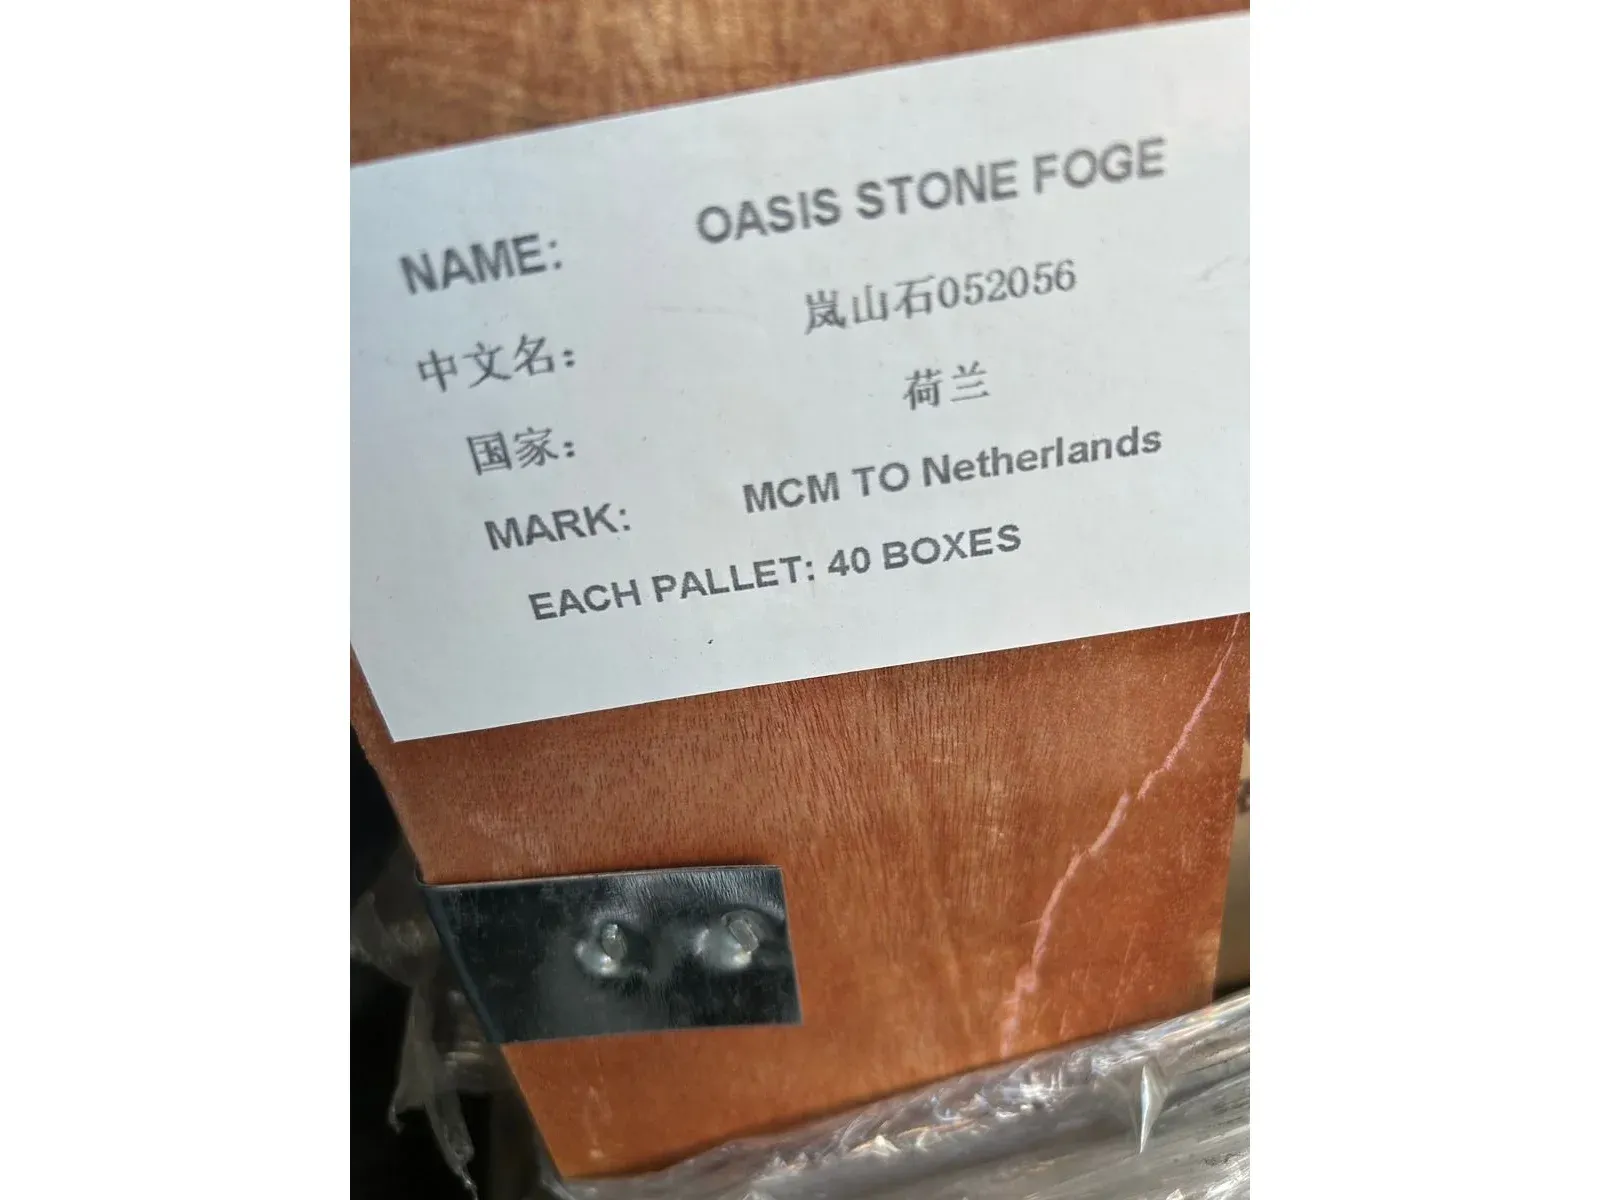 NAME: OASIS STONE FOGE
中文名： 岚山石052056
国家： 荷兰
MARK: MCM TO Netherlands
EACH PALLET: 40 BOXES